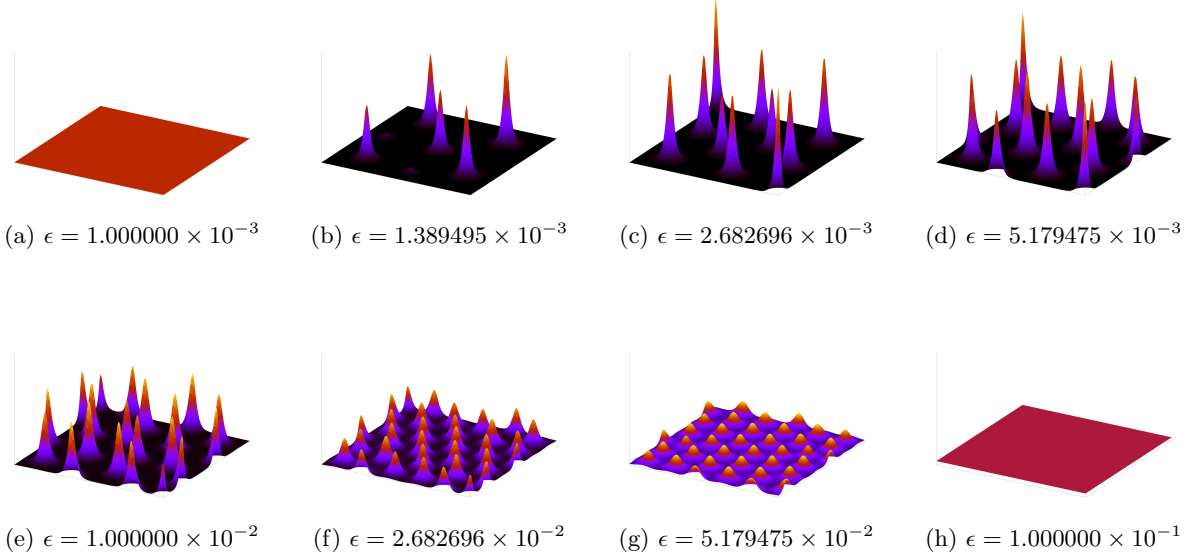 (a) ϵ = 1.000000 × 10⁻³
(b) ϵ = 1.389495 × 10⁻³
(c) ϵ = 2.682696 × 10⁻³
(d) ϵ = 5.179475 × 10⁻³
(e) ϵ = 1.000000 × 10⁻²
(f) ϵ = 2.682696 × 10⁻²
(g) ϵ = 5.179475 × 10⁻²
(h) ϵ = 1.000000 × 10⁻¹